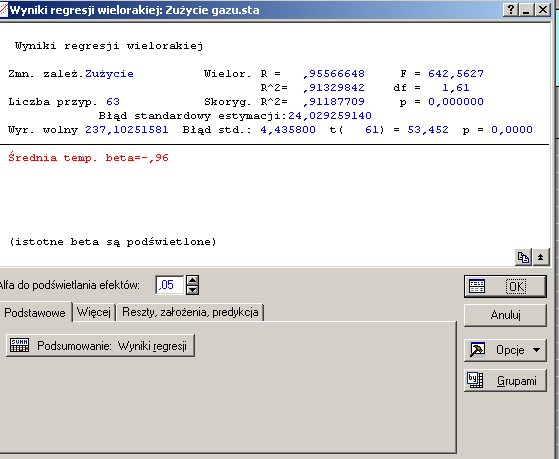 Wyniki regresji wielorakiej: Zużycie gazu.sta
Wyniki regresji wielorakiej
Zmn. zależ.Zużycie Wielor. R = ,95566648 F = 642,5627
R^2= ,91329842 df = 1,61
Liczba przyp. 63 Skoryg. R^2= ,91187709 p = 0,000000
Błąd standardowy estymacji:24,029259140
Wyr. wolny 237,10251581 Błąd std.: 4,435800 t( 61) = 53,452 p = 0,0000
Średnia temp. beta=-,96
(istotne beta są podświetlone)
Alfa do podświetlania efektów: ,05
OK
Podstawowe Więcej Reszty, założenia, predykcja
Anuluj
Podsumowanie: Wyniki regresji
Opcje
Grupami